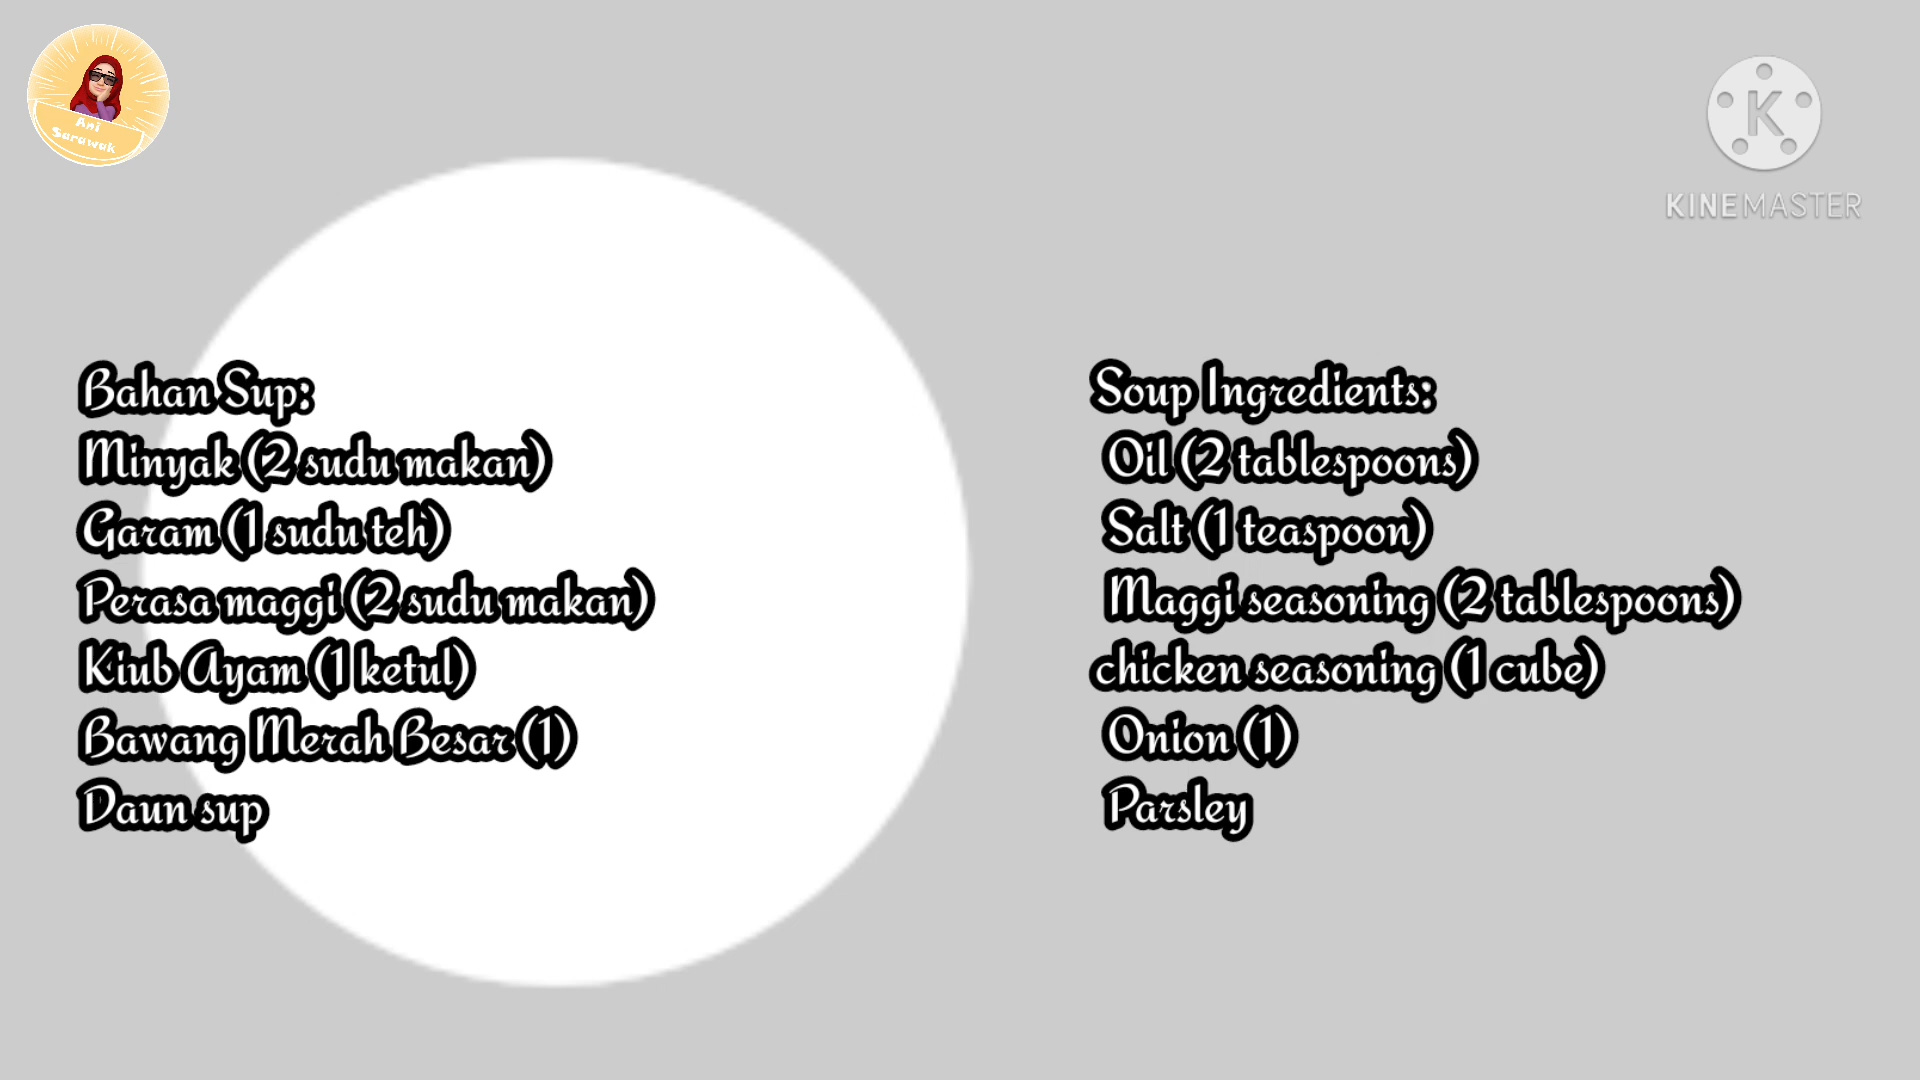 Ani
Sarawak
KINEMASTER
Bahan Sup:
Minyak (2 sudu makan)
Garam (1 sudu teh)
Perasa maggi (2 sudu makan)
Kiub Ayam (1 ketul)
Bawang Merah Besar (1)
Daun sup
Soup Ingredients:
Oil (2 tablespoons)
Salt (1 teaspoon)
Maggi seasoning (2 tablespoons)
chicken seasoning (1 cube)
Onion (1)
Parsley